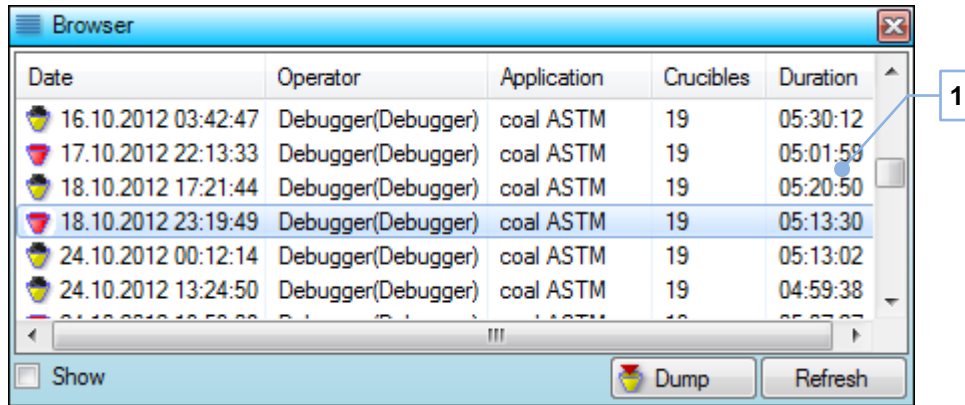 Browser
Date Operator Application Crucibles Duration
16.10.2012 03:42:47 Debugger(Debugger) coal ASTM 19 05:30:12
17.10.2012 22:13:33 Debugger(Debugger) coal ASTM 19 05:01:59
18.10.2012 17:21:44 Debugger(Debugger) coal ASTM 19 05:20:50
18.10.2012 23:19:49 Debugger(Debugger) coal ASTM 19 05:13:30
24.10.2012 00:12:14 Debugger(Debugger) coal ASTM 19 05:13:02
24.10.2012 13:24:50 Debugger(Debugger) coal ASTM 19 04:59:38
Show Dump Refresh
1